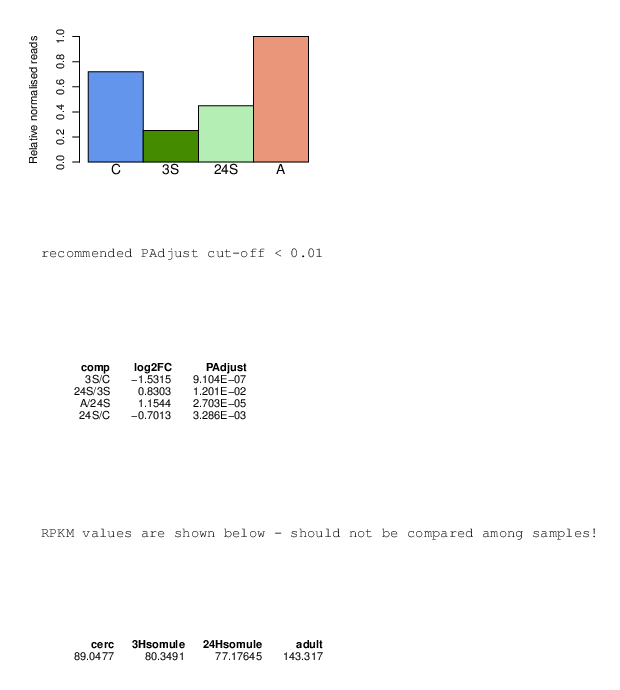 Relative normalised reads
1.0
0.8
0.6
0.4
0.2
0.0
C 3S 24S A
recommended PAdjust cut-off < 0.01
comp log2FC PAdjust
3S/C −1.5315 9.104E−07
24S/3S 0.8303 1.201E−02
A/24S 1.1544 2.703E−05
24S/C −0.7013 3.286E−03
RPKM values are shown below - should not be compared among samples!
cerc 3Hsomule 24Hsomule adult
89.0477 80.3491 77.17645 143.317